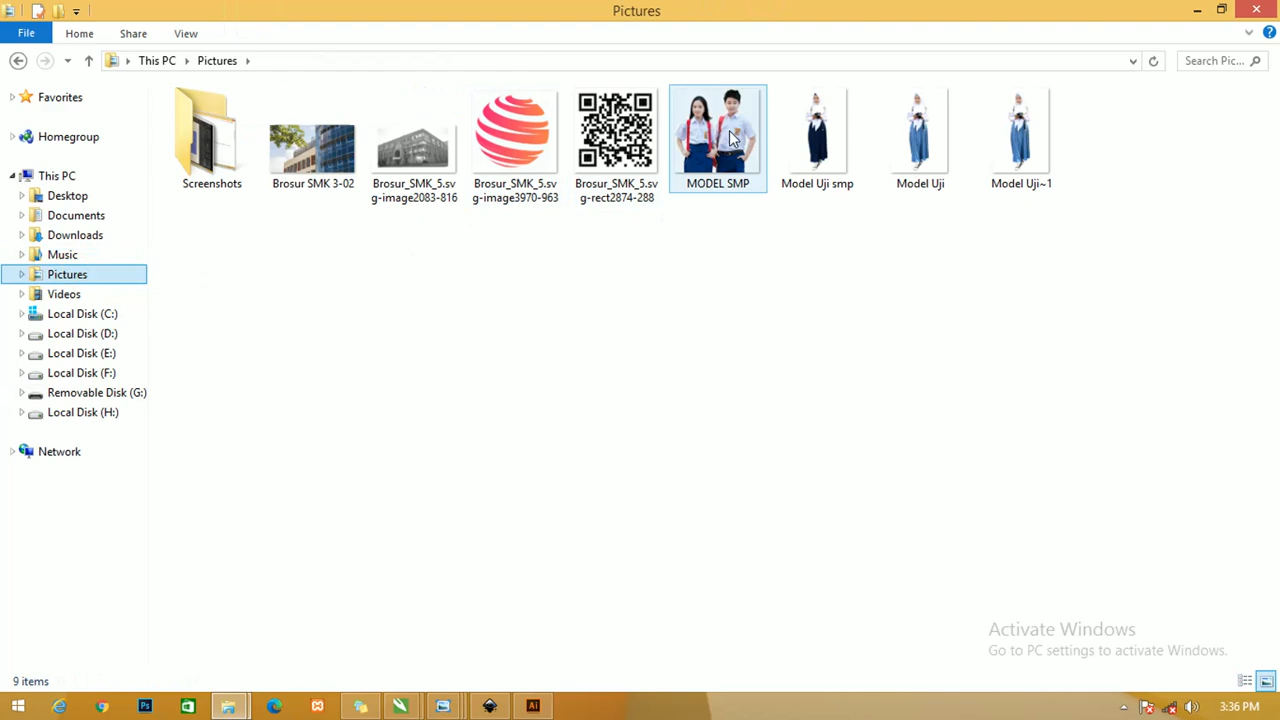 Pictures
File
Home
Share
View
This PC
Pictures
Search Pic...
Favorites
Homegroup
This PC
Desktop
Documents
Downloads
Music
Pictures
Videos
Local Disk (C:)
Local Disk (D:)
Local Disk (E:)
Local Disk (F:)
Removable Disk (G:)
Local Disk (H:)
Network
Screenshots
Brosur SMK 3-02
Brosur_SMK_5.sv
g-image2083-816
Brosur_SMK_5.sv
g-image3970-963
Brosur_SMK_5.sv
g-rect2874-288
MODEL SMP
Model Uji smp
Model Uji
Model Uji~1
Activate Windows
Go to PC settings to activate Windows.
9 items
Ps
Ai
3:36 PM